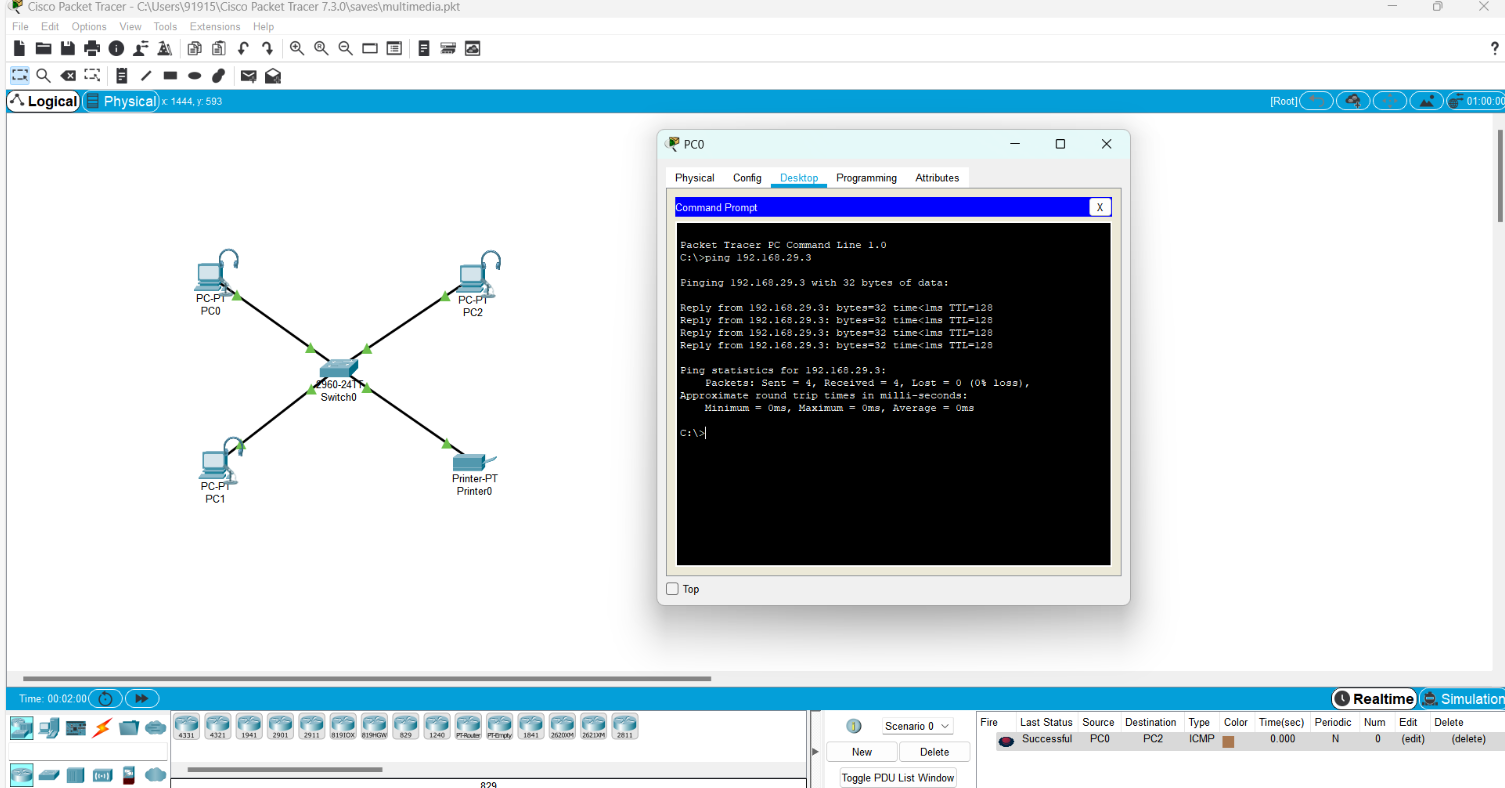 Cisco Packet Tracer - C:\Users\91915\Cisco Packet Tracer 7.3.0\saves\multimedia.pkt
File Edit Options View Tools Extensions Help
?
Logical Physical x: 1444, y: 593 [Root] 01:00:00
PC0
Physical Config Desktop Programming Attributes
Command Prompt X
Packet Tracer PC Command Line 1.0
C:\>ping 192.168.29.3
Pinging 192.168.29.3 with 32 bytes of data:
Reply from 192.168.29.3: bytes=32 time<1ms TTL=128
Reply from 192.168.29.3: bytes=32 time<1ms TTL=128
Reply from 192.168.29.3: bytes=32 time<1ms TTL=128
Reply from 192.168.29.3: bytes=32 time<1ms TTL=128
Ping statistics for 192.168.29.3:
Packets: Sent = 4, Received = 4, Lost = 0 (0% loss),
Approximate round trip times in milli-seconds:
Minimum = 0ms, Maximum = 0ms, Average = 0ms
C:\>
Top
PC-PT
PC0
PC-PT
PC2
2960-24TT
Switch0
PC-PT
PC1
Printer-PT
Printer0
Time: 00:02:00 Realtime Simulation
4331 4321 1941 2901 2911 819IOX 819HGW 829 1240 PT-Router PT-Empty 1841 2620XM 2621XM 2811
829
Scenario 0
New Delete
Toggle PDU List Window
Fire Last Status Source Destination Type Color Time(sec) Periodic Num Edit Delete
Successful PC0 PC2 ICMP 0.000 N 0 (edit) (delete)